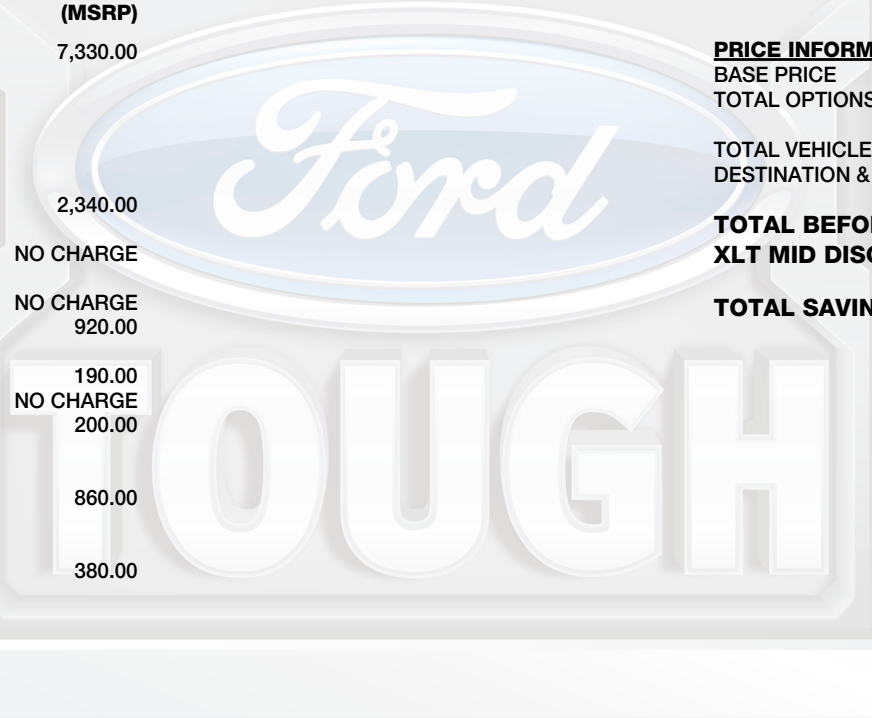 (MSRP)
7,330.00
2,340.00
NO CHARGE
NO CHARGE
920.00
190.00
NO CHARGE
200.00
860.00
380.00
PRICE INFORM
BASE PRICE
TOTAL OPTIONS
TOTAL VEHICLE
DESTINATION &
TOTAL BEFO
XLT MID DISC
TOTAL SAVIN
Ford
TOUGH